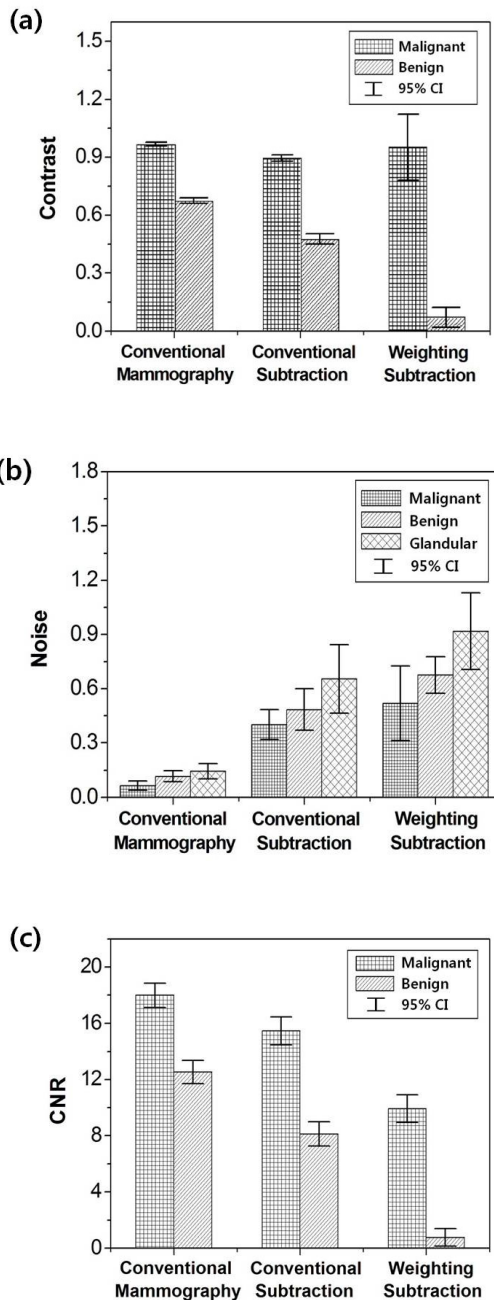 (a)
1.6
1.2
0.9
0.6
0.3
0.0
Contrast
Malignant
Benign
95% CI
Conventional Mammography
Conventional Subtraction
Weighting Subtraction
(b)
1.8
1.5
1.2
0.9
0.6
0.3
0.0
Noise
Malignant
Benign
Glandular
95% CI
Conventional Mammography
Conventional Subtraction
Weighting Subtraction
(c)
20
16
12
8
4
0
CNR
Malignant
Benign
95% CI
Conventional Mammography
Conventional Subtraction
Weighting Subtraction